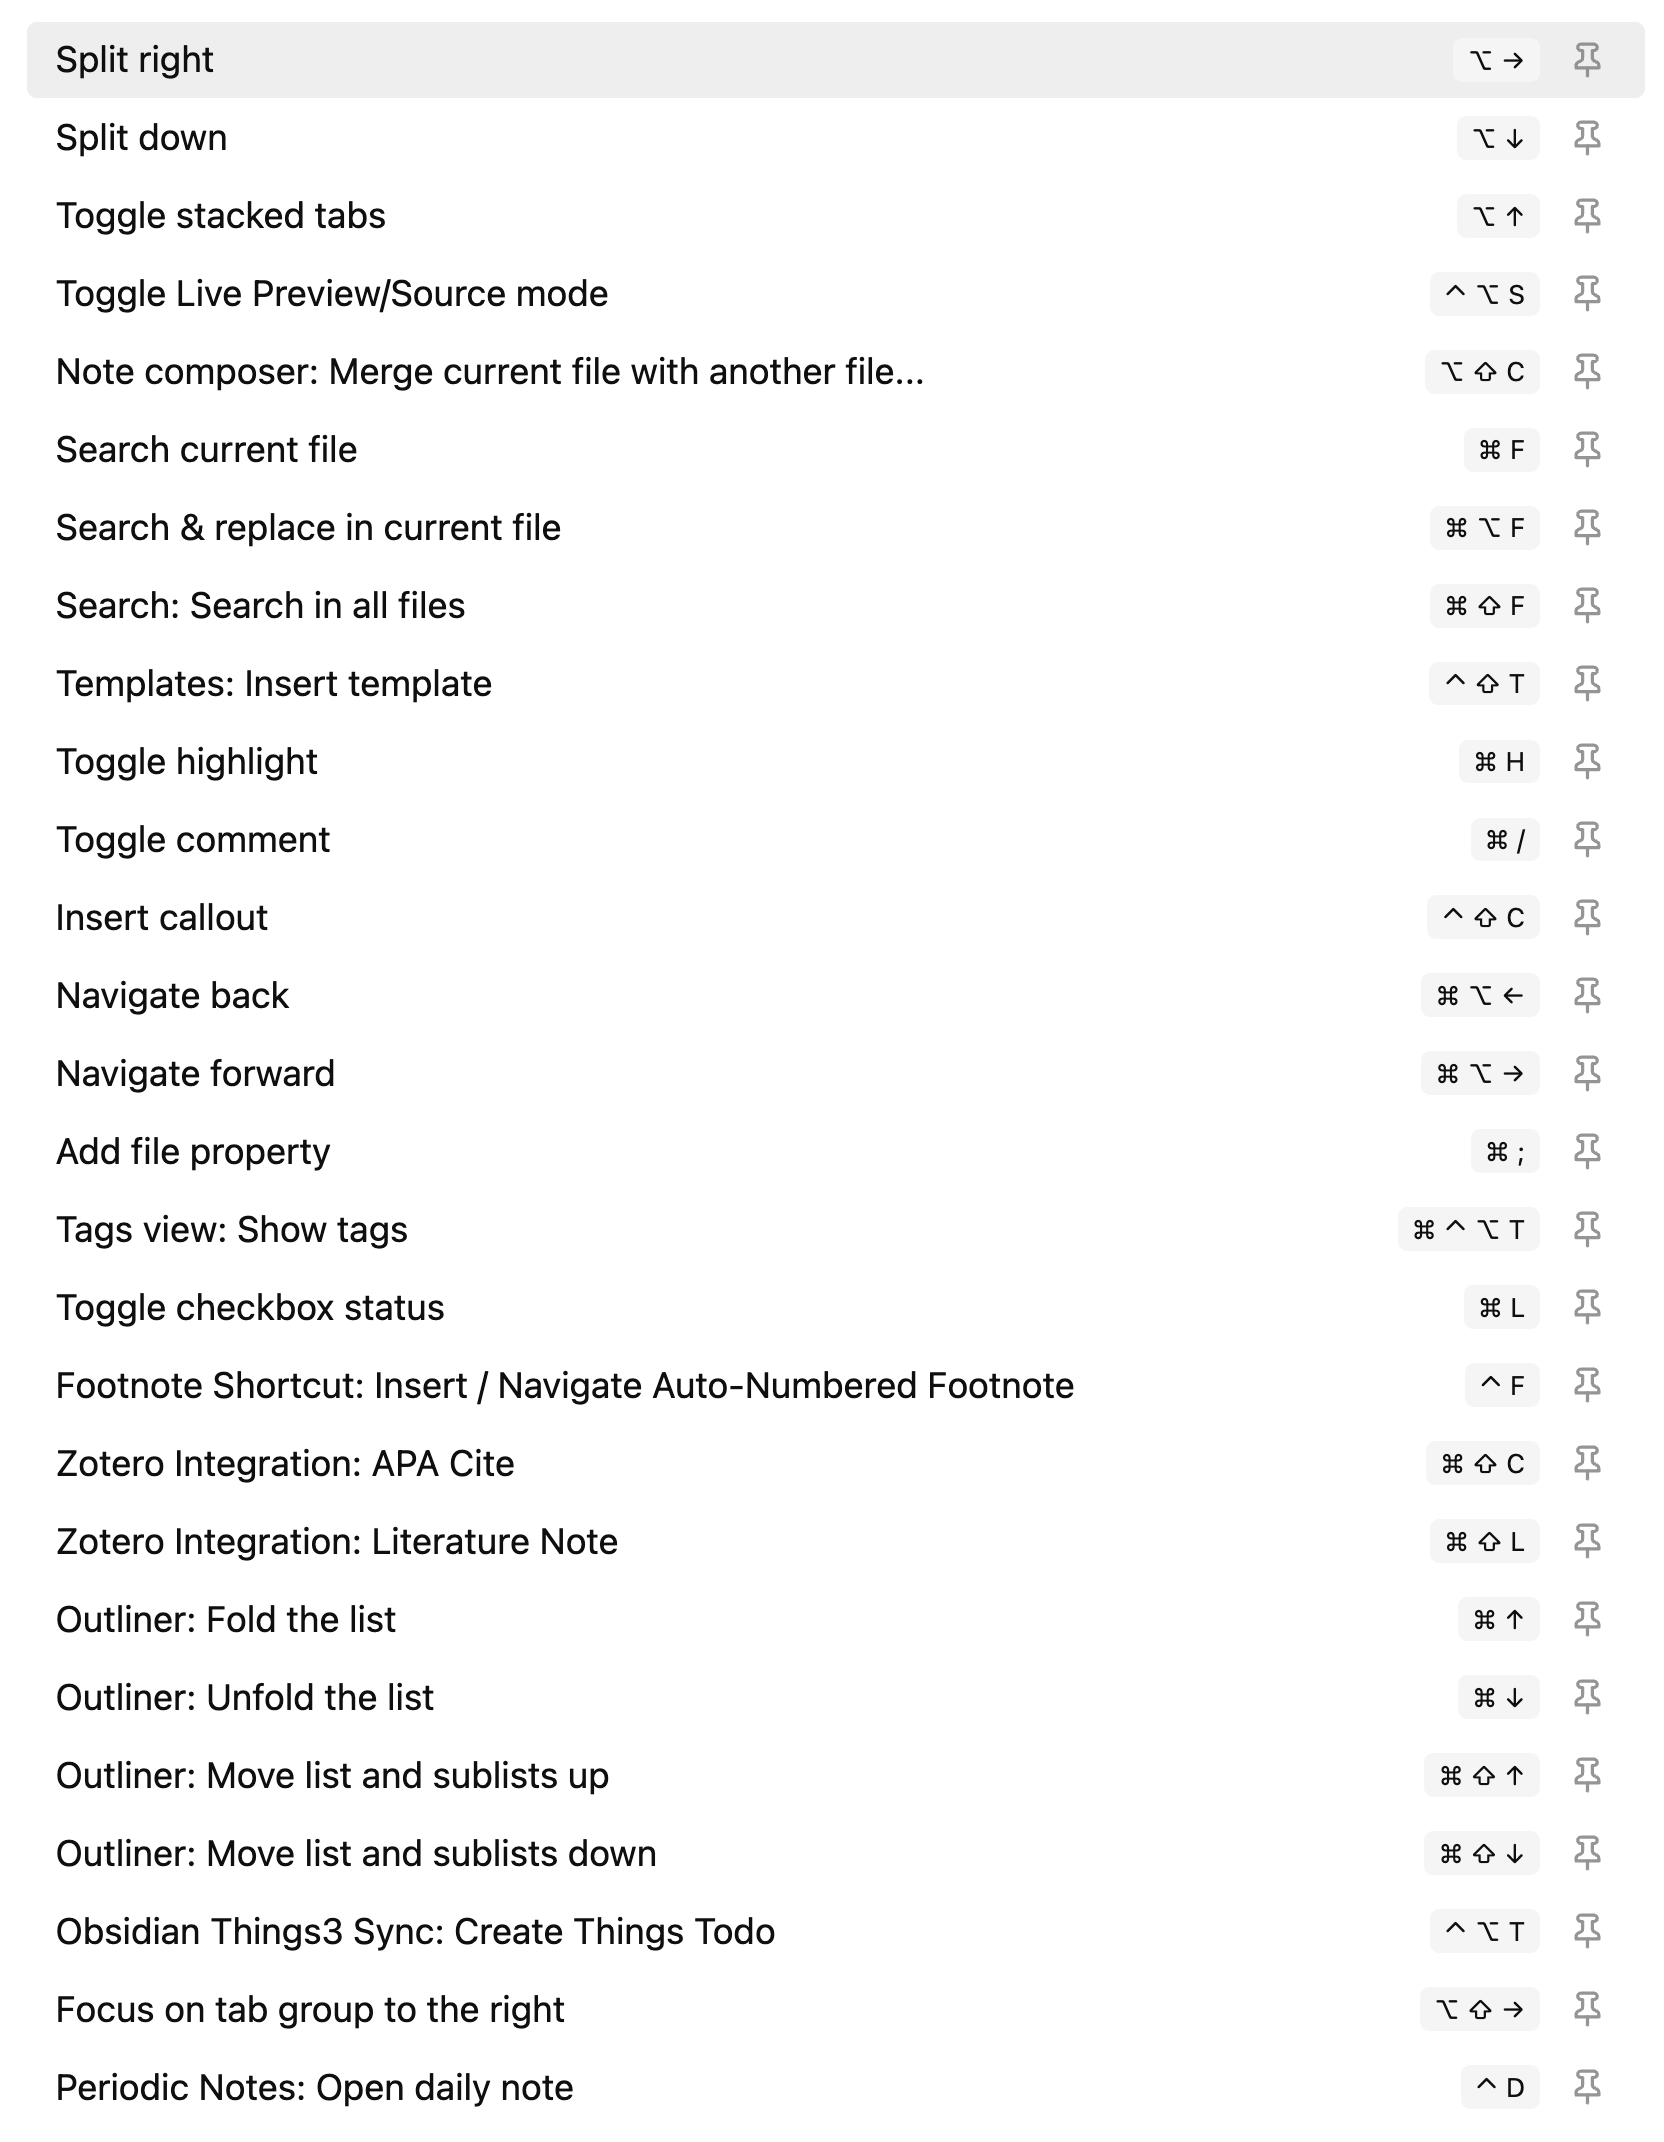 Split right ⌥ →
Split down ⌥ ↓
Toggle stacked tabs ⌥ ↑
Toggle Live Preview/Source mode ^ ⌥ S
Note composer: Merge current file with another file... ⌥ ⇧ C
Search current file ⌘ F
Search & replace in current file ⌘ ⌥ F
Search: Search in all files ⌘ ⇧ F
Templates: Insert template ^ ⇧ T
Toggle highlight ⌘ H
Toggle comment ⌘ /
Insert callout ^ ⇧ C
Navigate back ⌘ ⌥ ←
Navigate forward ⌘ ⌥ →
Add file property ⌘ ;
Tags view: Show tags ⌘ ^ ⌥ T
Toggle checkbox status ⌘ L
Footnote Shortcut: Insert / Navigate Auto-Numbered Footnote ^ F
Zotero Integration: APA Cite ⌘ ⇧ C
Zotero Integration: Literature Note ⌘ ⇧ L
Outliner: Fold the list ⌘ ↑
Outliner: Unfold the list ⌘ ↓
Outliner: Move list and sublists up ⌘ ⇧ ↑
Outliner: Move list and sublists down ⌘ ⇧ ↓
Obsidian Things3 Sync: Create Things Todo ^ ⌥ T
Focus on tab group to the right ⌥ ⇧ →
Periodic Notes: Open daily note ^ D